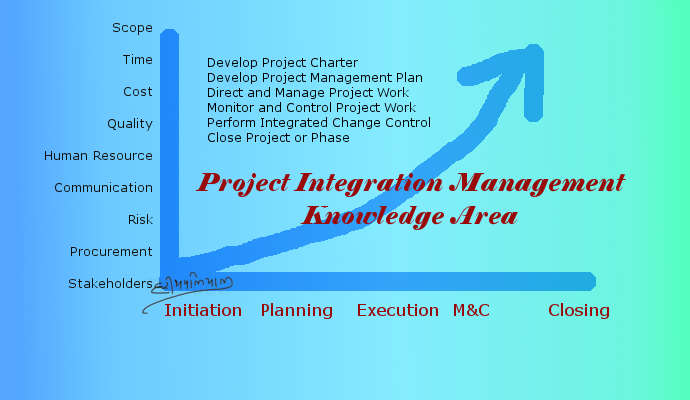 Scope
Time
Cost
Quality
Human Resource
Communication
Risk
Procurement
Stakeholders
Develop Project Charter
Develop Project Management Plan
Direct and Manage Project Work
Monitor and Control Project Work
Perform Integrated Change Control
Close Project or Phase
Project Integration Management
Knowledge Area
Initiation Planning Execution M&C Closing